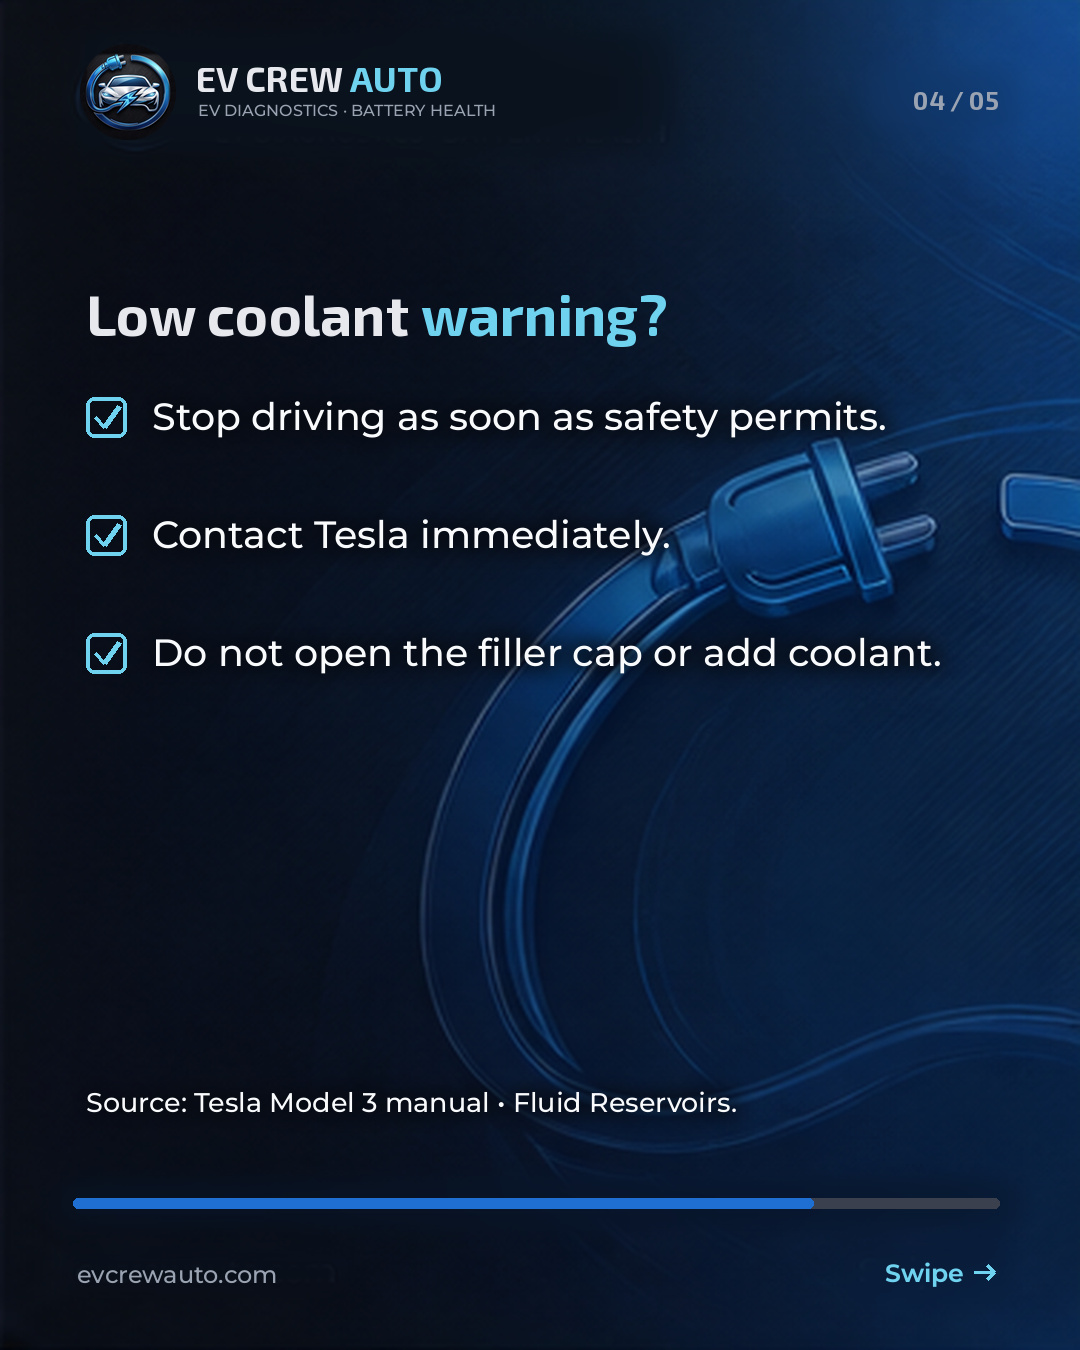 EV CREW AUTO
EV DIAGNOSTICS · BATTERY HEALTH
04 / 05
Low coolant warning?
Stop driving as soon as safety permits.
Contact Tesla immediately.
Do not open the filler cap or add coolant.
Source: Tesla Model 3 manual • Fluid Reservoirs.
evcrewauto.com
Swipe →